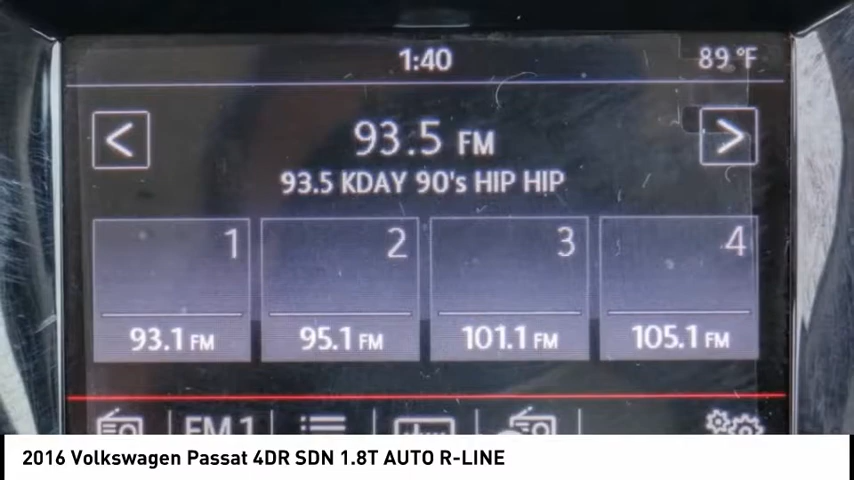 1:40 89 °F
< 93.5 FM >
93.5 KDAY 90's HIP HIP
1 2 3 4
93.1 FM 95.1 FM 101.1 FM 105.1 FM
FM 1
2016 Volkswagen Passat 4DR SDN 1.8T AUTO R-LINE